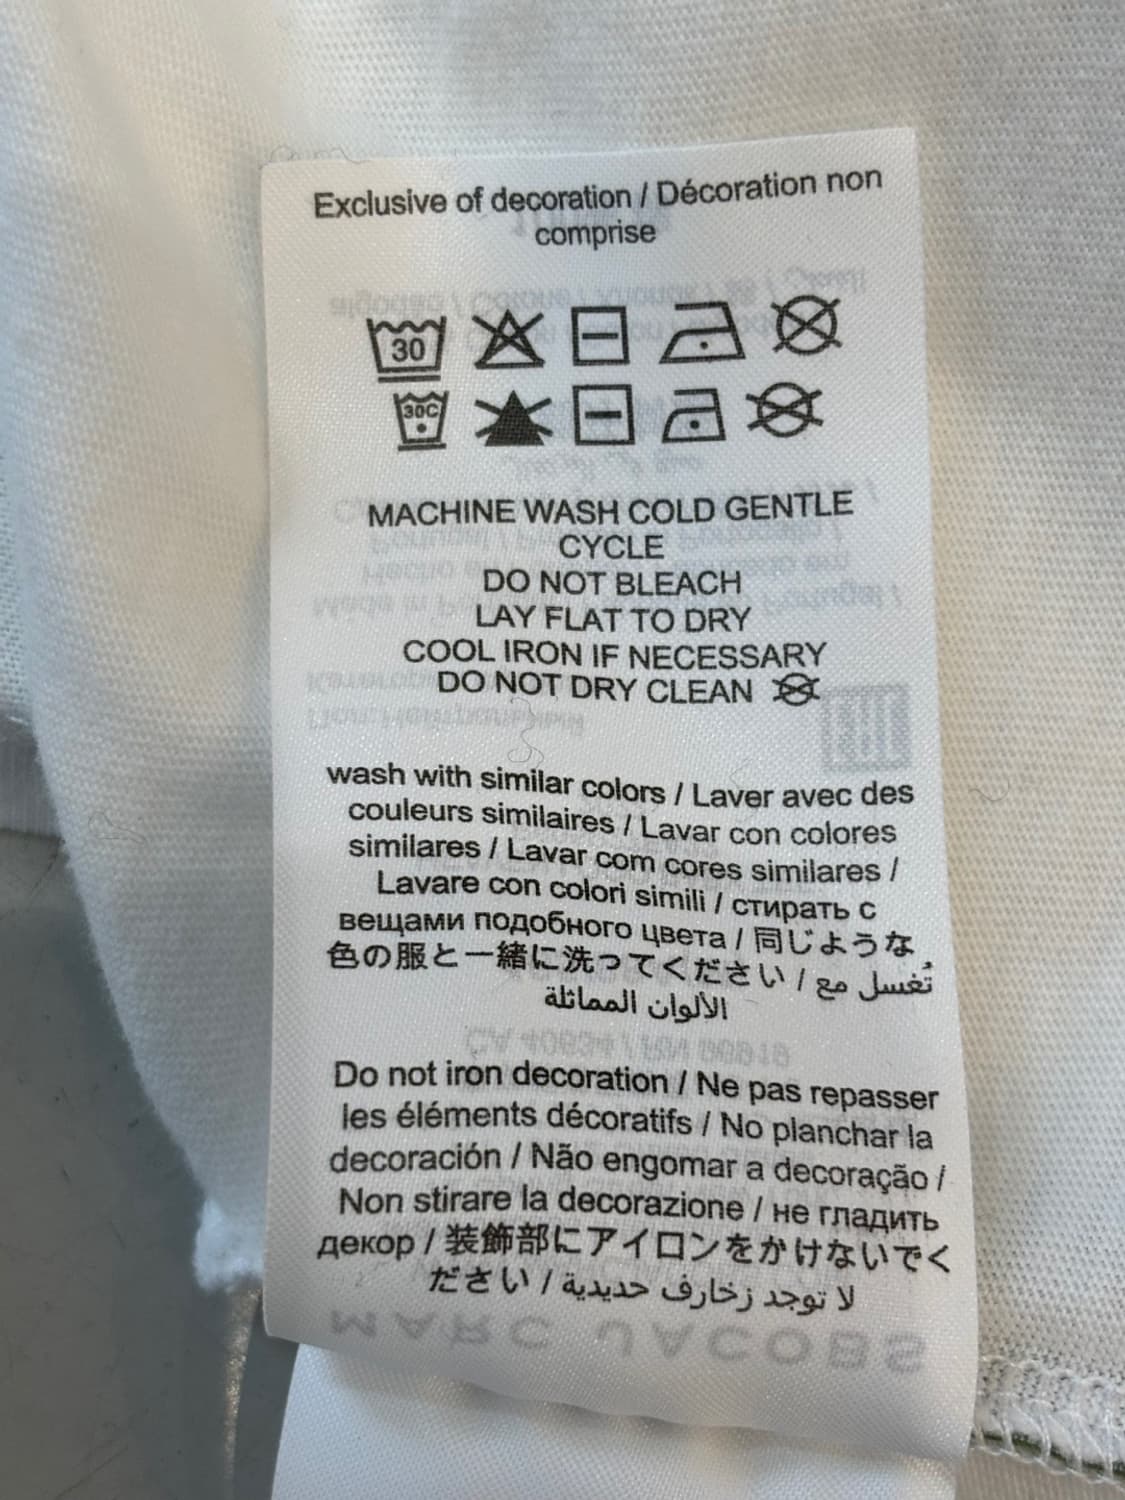 Exclusive of decoration / Décoration non
comprise
30
30C
MACHINE WASH COLD GENTLE
CYCLE
DO NOT BLEACH
LAY FLAT TO DRY
COOL IRON IF NECESSARY
DO NOT DRY CLEAN
wash with similar colors / Laver avec des
couleurs similaires / Lavar con colores
similares / Lavar com cores similares /
Lavare con colori simili / стирать с
вещами подобного цвета / 同じような
色の服と一緒に洗ってください / تُغسل مع
الألوان المماثلة
Do not iron decoration / Ne pas repasser
les éléments décoratifs / No planchar la
decoración / Não engomar a decoração /
Non stirare la decorazione / не гладить
декор / 装飾部にアイロンをかけないでく
ださい / لا توجد زخارف حديدية
MARC JACOBS